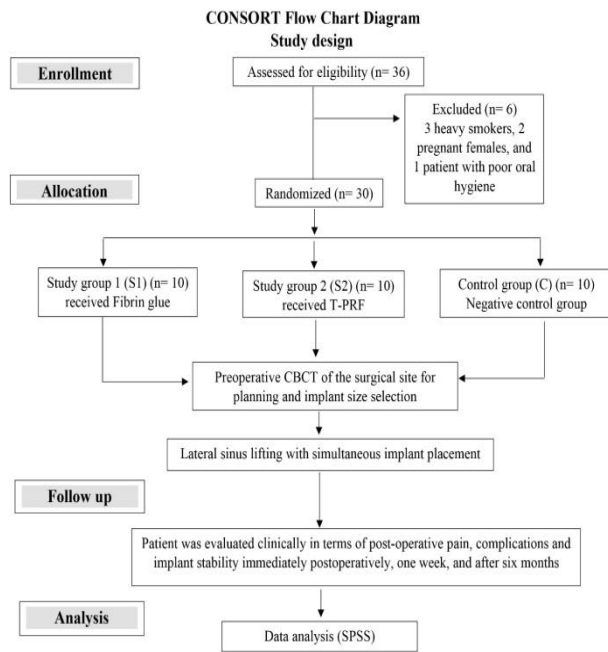 CONSORT Flow Chart Diagram
Study design
Enrollment
Assessed for eligibility (n= 36)
Excluded (n= 6)
3 heavy smokers, 2
pregnant females, and
1 patient with poor oral
hygiene
Allocation
Randomized (n= 30)
Study group 1 (S1) (n= 10)
received Fibrin glue
Study group 2 (S2) (n= 10)
received T-PRF
Control group (C) (n= 10)
Negative control group
Preoperative CBCT of the surgical site for
planning and implant size selection
Lateral sinus lifting with simultaneous implant placement
Follow up
Patient was evaluated clinically in terms of post-operative pain, complications and
implant stability immediately postoperatively, one week, and after six months
Analysis
Data analysis (SPSS)